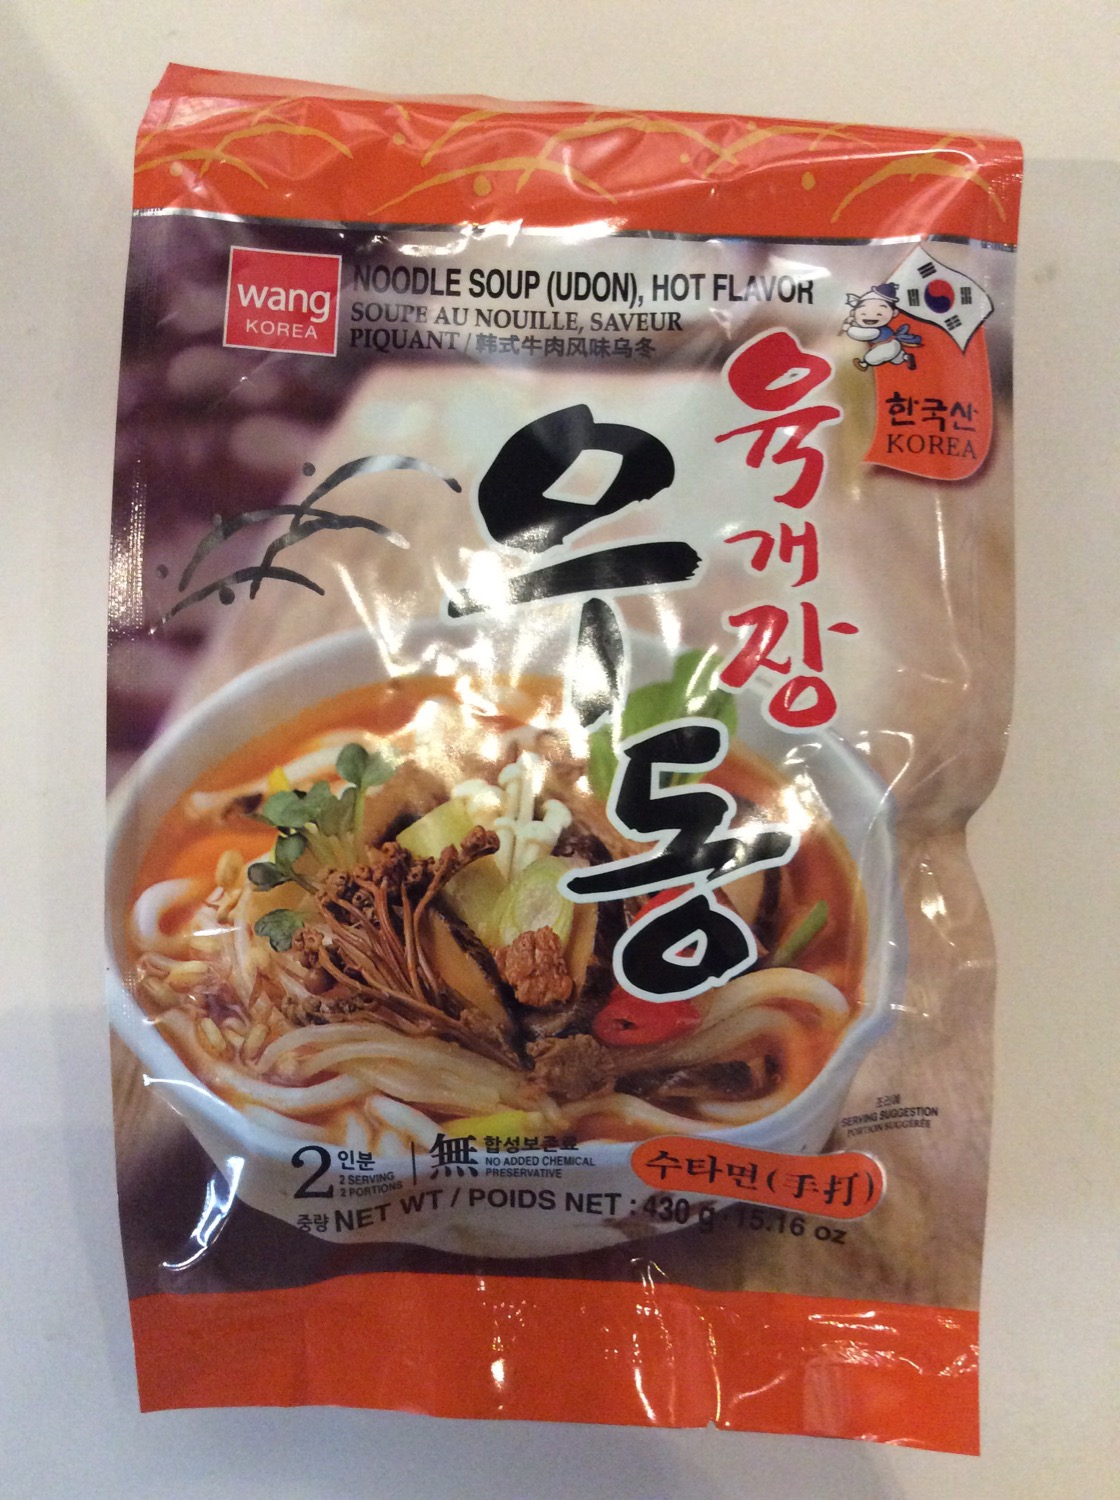 wang
KOREA
NOODLE SOUP (UDON), HOT FLAVOR
SOUPE AU NOUILLE, SAVEUR
PIQUANT / 韩式牛肉风味乌冬
한국산
KOREA
육개장
우동
조리예
SERVING SUGGESTION
PORTION SUGGÉRÉE
2 인분
2 SERVING
2 PORTIONS
無 합성보존료
NO ADDED CHEMICAL
PRESERVATIVE
수타면(手打)
중량 NET WT / POIDS NET : 430 g · 15.16 oz